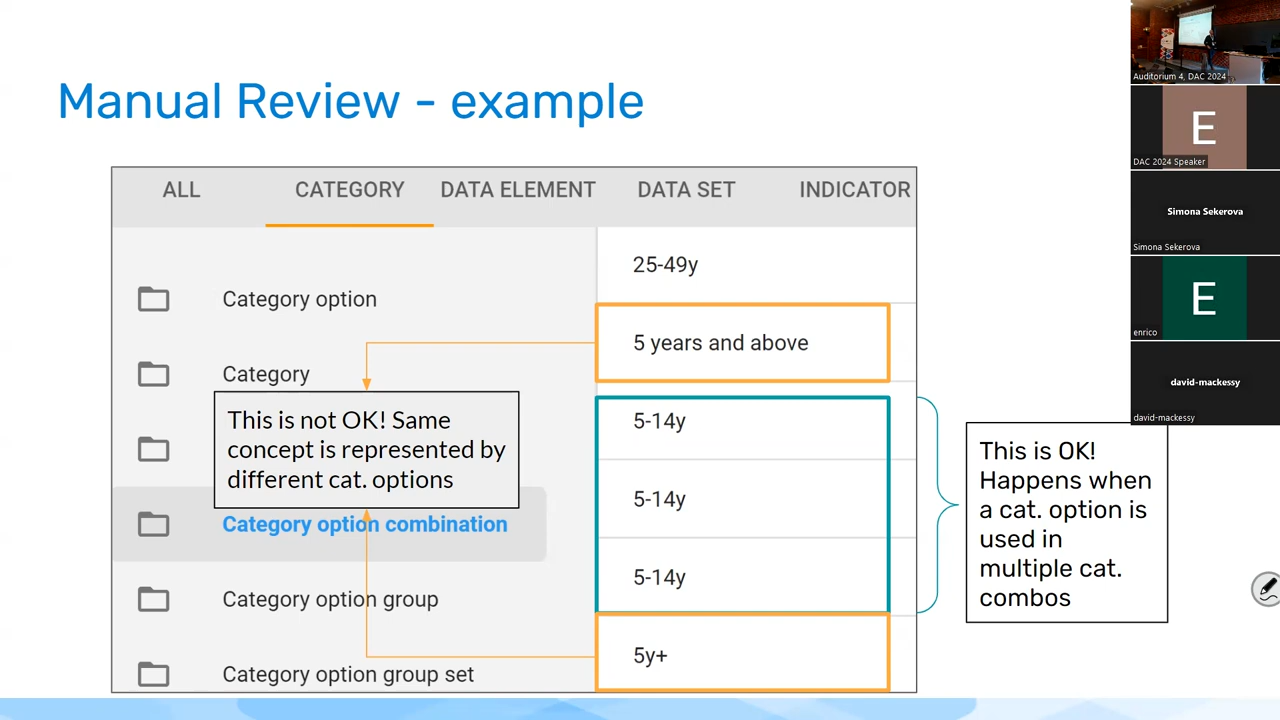 Manual Review - example
ALL
CATEGORY
DATA ELEMENT
DATA SET
INDICATOR
Category option
Category
Category option combination
Category option group
Category option group set
25-49y
5 years and above
5-14y
5-14y
5-14y
5y+
This is not OK! Same
concept is represented by
different cat. options
This is OK!
Happens when
a cat. option is
used in
multiple cat.
combos
Auditorium 4, DAC 2024
E
DAC 2024 Speaker
Simona Sekerova
Simona Sekerova
E
enrico
david-mackessy
david-mackessy